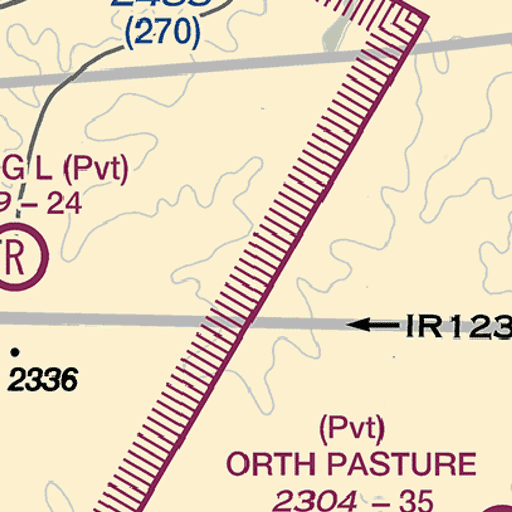 (270)
G L (Pvt)
9 – 24
R
IR123
2336
(Pvt)
ORTH PASTURE
2304 – 35